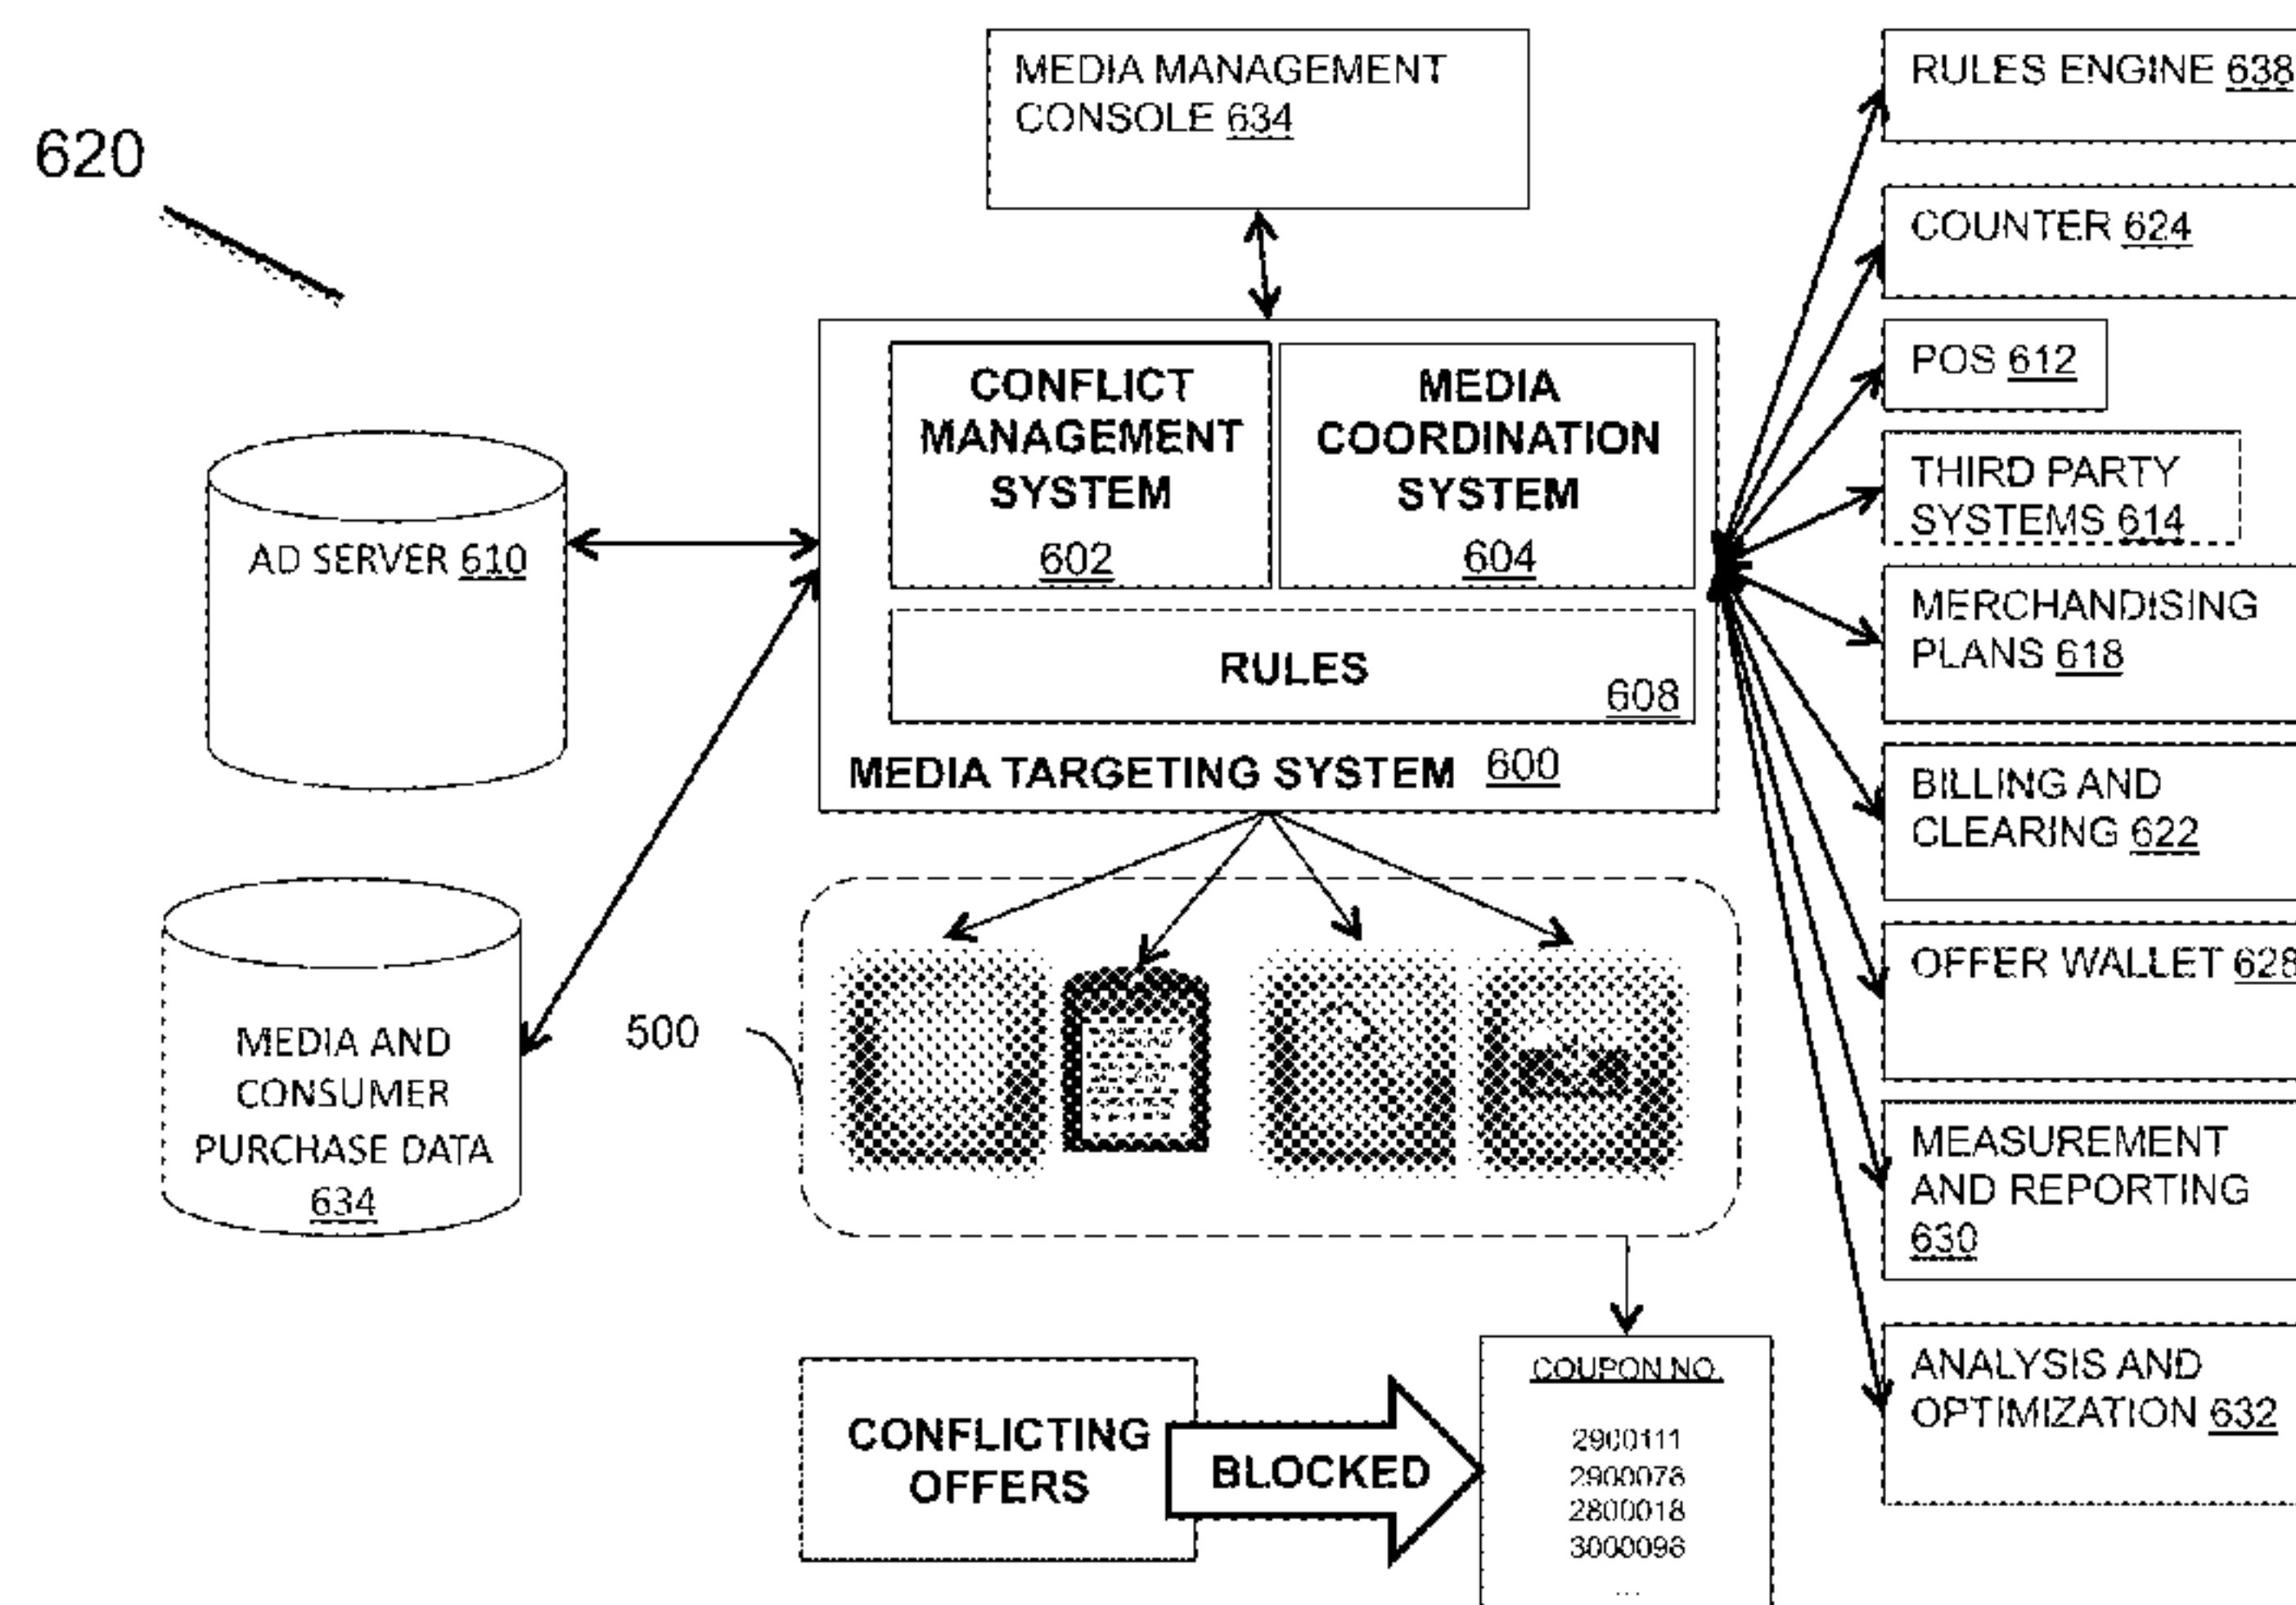 620
MEDIA MANAGEMENT
CONSOLE 634
CONFLICT
MANAGEMENT
SYSTEM
602
MEDIA
COORDINATION
SYSTEM
604
RULES
608
MEDIA TARGETING SYSTEM 600
AD SERVER 610
MEDIA AND
CONSUMER
PURCHASE DATA
634
500
RULES ENGINE 638
COUNTER 624
POS 612
THIRD PARTY
SYSTEMS 614
MERCHANDISING
PLANS 618
BILLING AND
CLEARING 622
OFFER WALLET 628
MEASUREMENT
AND REPORTING
630
ANALYSIS AND
OPTIMIZATION 632
CONFLICTING
OFFERS
BLOCKED
COUPON NO.
2900111
2900078
2800018
3000098
...